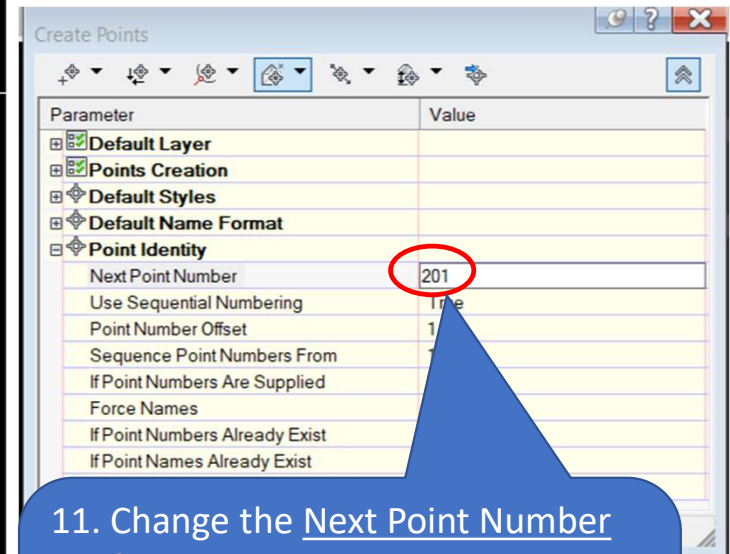 Create Points
Parameter Value
Default Layer
Points Creation
Default Styles
Default Name Format
Point Identity
Next Point Number 201
Use Sequential Numbering
Point Number Offset 1
Sequence Point Numbers From
If Point Numbers Are Supplied
Force Names
If Point Numbers Already Exist
If Point Names Already Exist
11. Change the Next Point Number